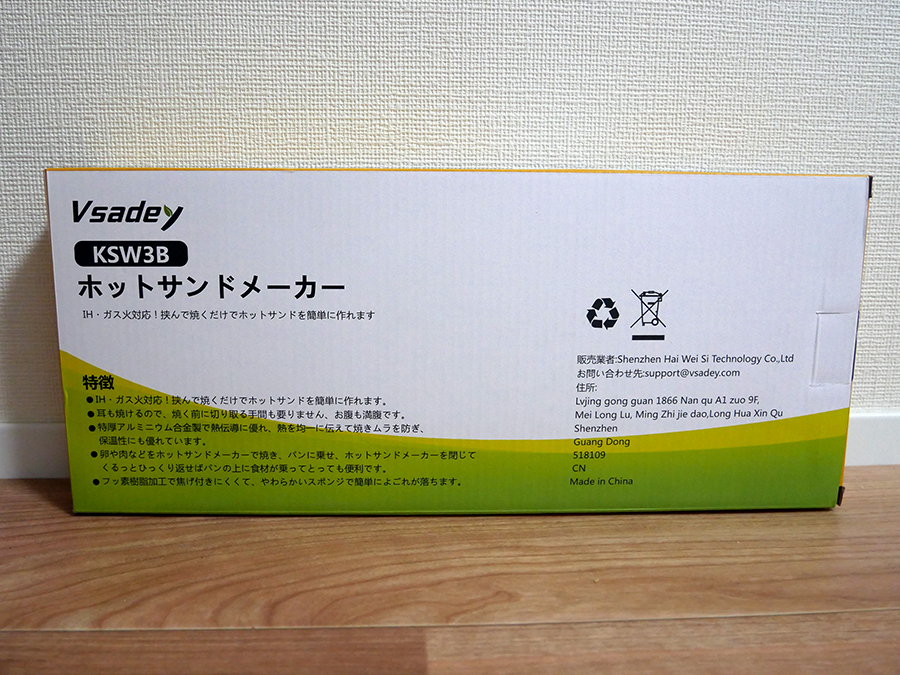 Vsadey
KSW3B
ホットサンドメーカー
IH・ガス火対応！挟んで焼くだけでホットサンドを簡単に作れます
特徴
●IH・ガス火対応！挟んで焼くだけでホットサンドを簡単に作れます。
●耳も焼けるので、焼く前に切り取る手間も要りません、お腹も満腹です。
●特厚アルミニウム合金製で熱伝導に優れ、熱を均一に伝えて焼きムラを防ぎ、
保温性にも優れています。
●卵や肉などをホットサンドメーカーで焼き、パンに乗せ、ホットサンドメーカーを閉じて
くるっとひっくり返せばパンの上に食材が乗ってとっても便利です。
●フッ素樹脂加工で焦げ付きにくくて、やわらかいスポンジで簡単によごれが落ちます。
販売業者:Shenzhen Hai Wei Si Technology Co.,Ltd
お問い合わせ先:support@vsadey.com
住所:
Lvjing gong guan 1866 Nan qu A1 zuo 9F,
Mei Long Lu, Ming Zhi jie dao,Long Hua Xin Qu
Shenzhen
Guang Dong
518109
CN
Made in China